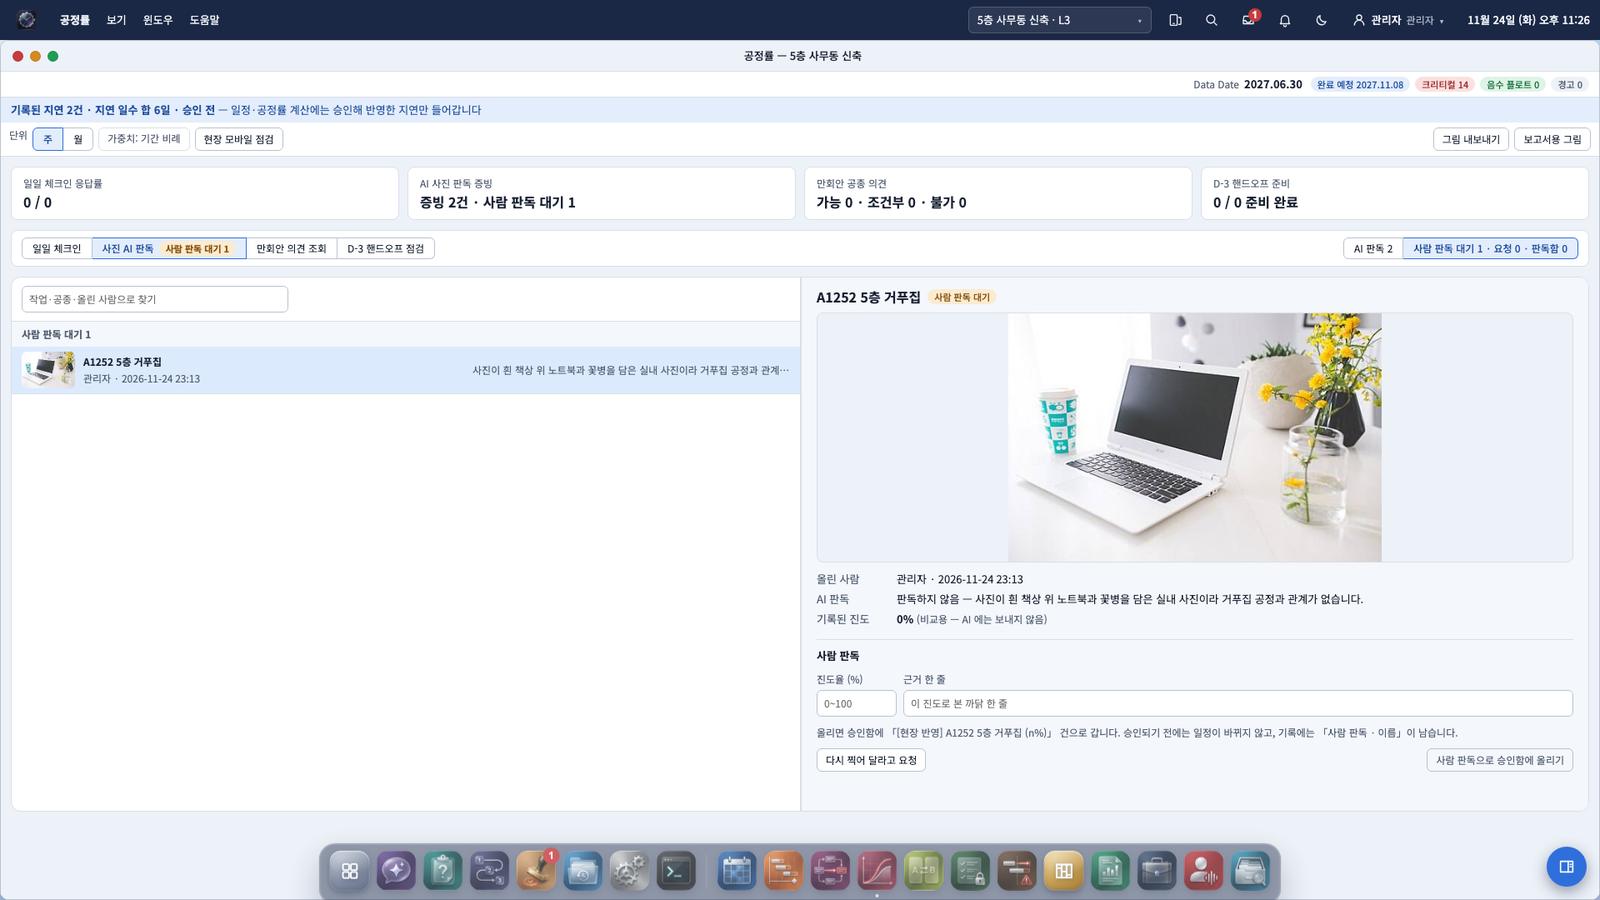 공정률 보기 윈도우 도움말
5층 사무동 신축 · L3
1
관리자 관리자
11월 24일 (화) 오후 11:26
공정률 — 5층 사무동 신축
Data Date 2027.06.30 완료 예정 2027.11.08 크리티컬 14 음수 플로트 0 경고 0
기록된 지연 2건 · 지연 일수 합 6일 · 승인 전 — 일정·공정률 계산에는 승인해 반영한 지연만 들어갑니다
단위 주 월 가중치: 기간 비례 현장 모바일 점검
그림 내보내기 보고서용 그림
일일 체크인 응답률
0 / 0
AI 사진 판독 증빙
증빙 2건 · 사람 판독 대기 1
만회안 공종 의견
가능 0 · 조건부 0 · 불가 0
D-3 핸드오프 준비
0 / 0 준비 완료
일일 체크인 사진 AI 판독 사람 판독 대기 1 만회안 의견 조회 D-3 핸드오프 점검
AI 판독 2 사람 판독 대기 1 · 요청 0 · 판독함 0
작업·공종·올린 사람으로 찾기
사람 판독 대기 1
A1252 5층 거푸집
관리자 · 2026-11-24 23:13
사진이 흰 책상 위 노트북과 꽃병을 담은 실내 사진이라 거푸집 공정과 관계…
A1252 5층 거푸집 사람 판독 대기
올린 사람 관리자 · 2026-11-24 23:13
AI 판독 판독하지 않음 — 사진이 흰 책상 위 노트북과 꽃병을 담은 실내 사진이라 거푸집 공정과 관계가 없습니다.
기록된 진도 0% (비교용 — AI 에는 보내지 않음)
사람 판독
진도율 (%) 근거 한 줄
0~100 이 진도로 본 까닭 한 줄
올리면 승인함에 「[현장 반영] A1252 5층 거푸집 (n%)」 건으로 갑니다. 승인되기 전에는 일정이 바뀌지 않고, 기록에는 「사람 판독 · 이름」이 남습니다.
다시 찍어 달라고 요청 사람 판독으로 승인함에 올리기
1